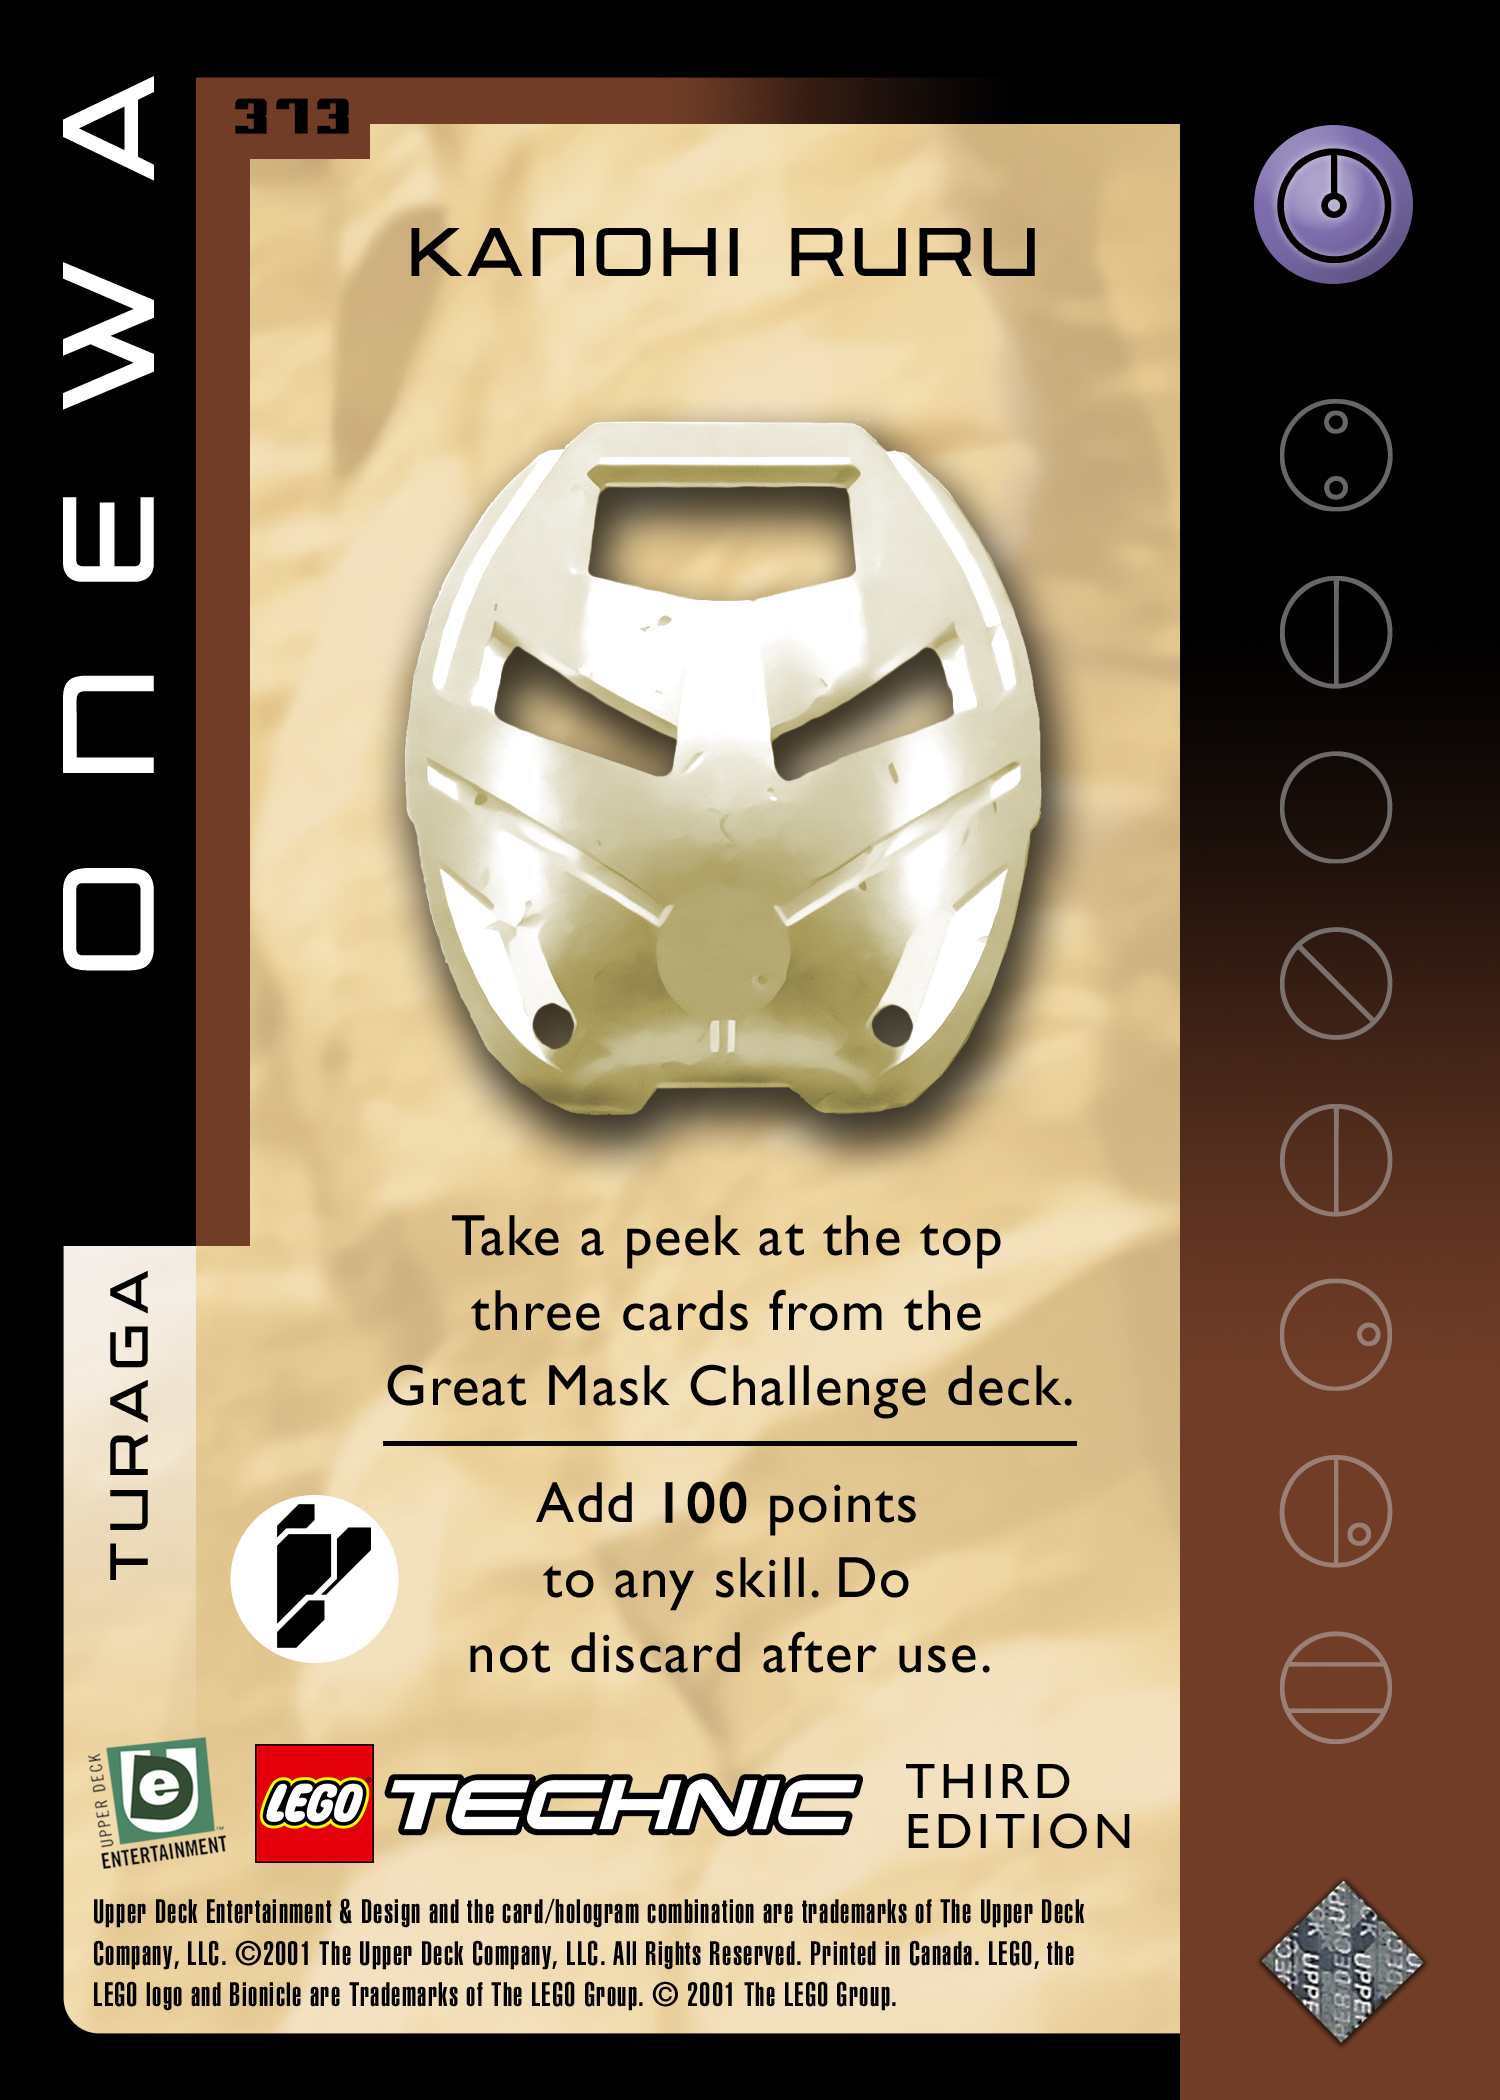 373
ONEWA
TURAGA
KANOHI RURU
Take a peek at the top
three cards from the
Great Mask Challenge deck.
Add 100 points
to any skill. Do
not discard after use.
UPPER DECK
e
ENTERTAINMENT
™
LEGO
TECHNIC
THIRD
EDITION
Upper Deck Entertainment & Design and the card/hologram combination are trademarks of The Upper Deck
Company, LLC. ©2001 The Upper Deck Company, LLC. All Rights Reserved. Printed in Canada. LEGO, the
LEGO logo and Bionicle are Trademarks of The LEGO Group. © 2001 The LEGO Group.